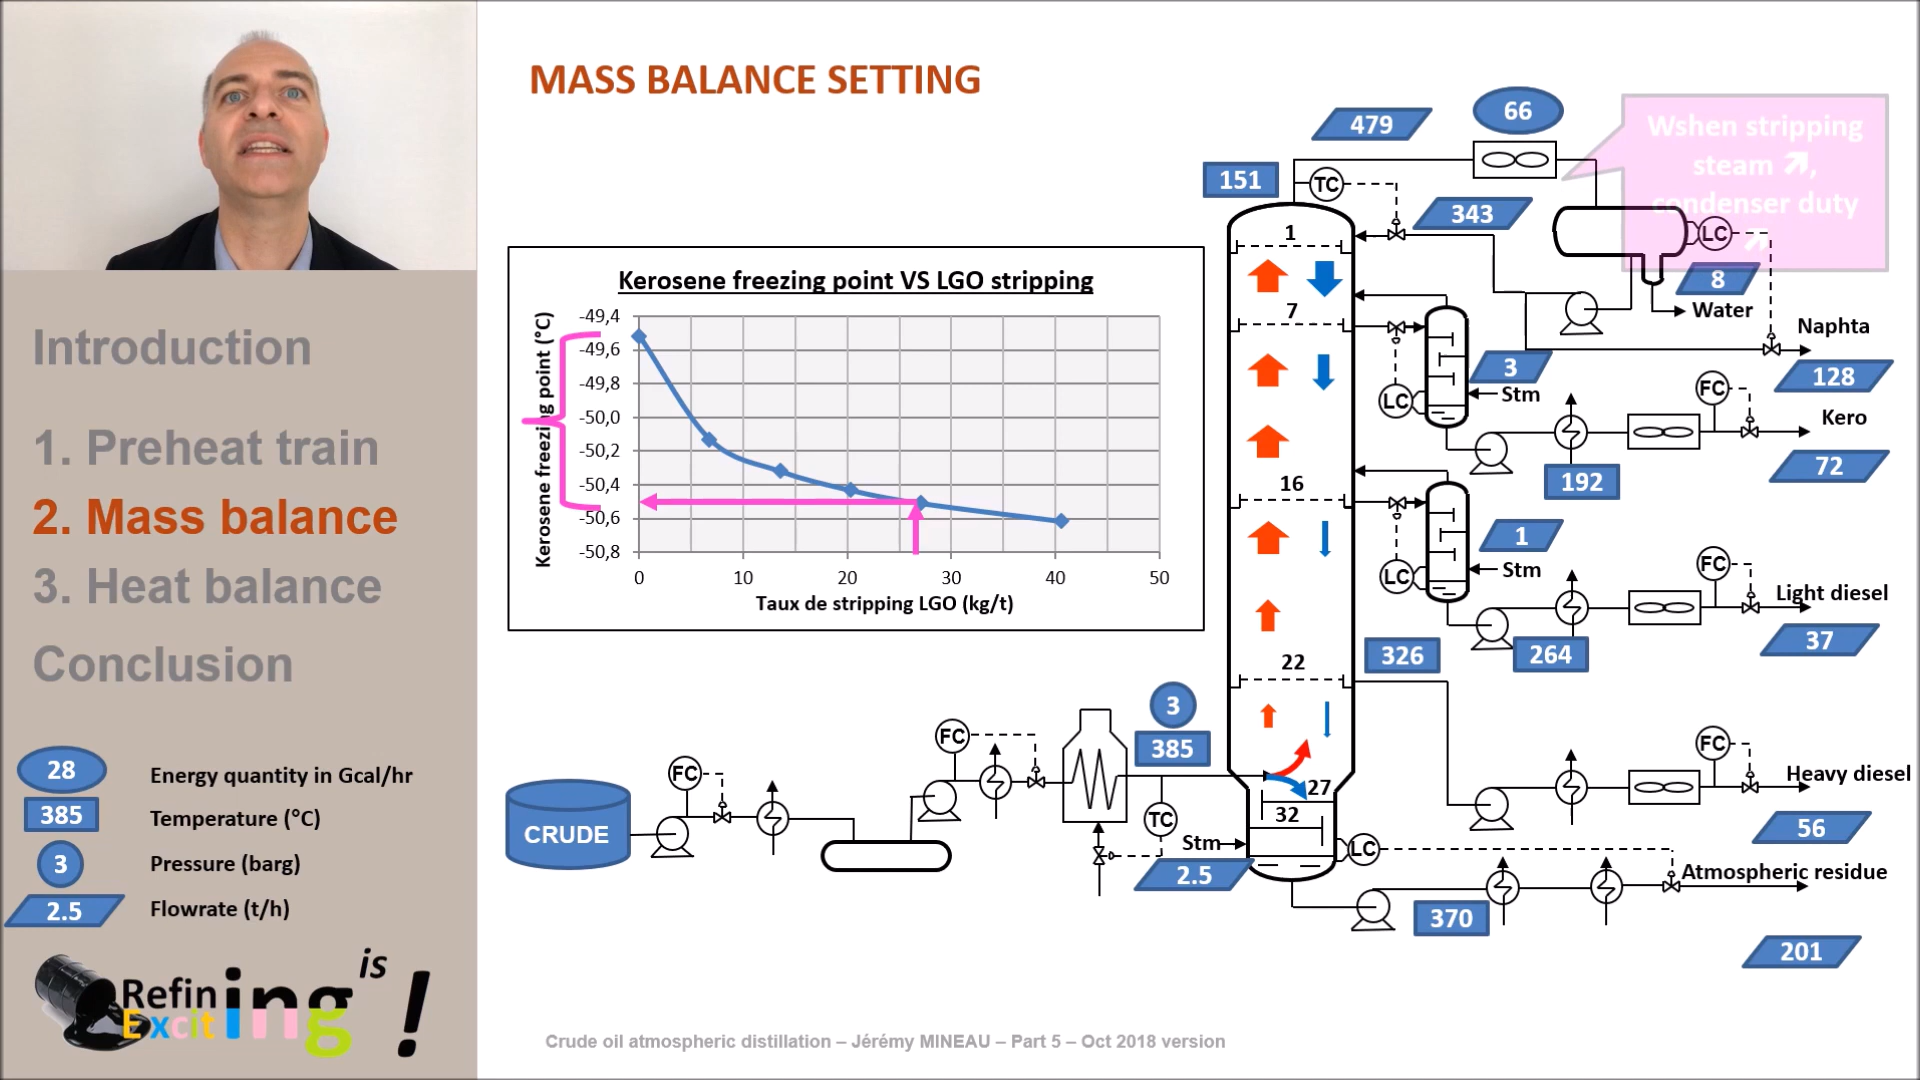 MASS BALANCE SETTING
Introduction
1. Preheat train
2. Mass balance
3. Heat balance
Conclusion
28 Energy quantity in Gcal/hr
385 Temperature (°C)
3 Pressure (barg)
2.5 Flowrate (t/h)
Refining is
Exciting !
Kerosene freezing point VS LGO stripping
Kerosene freezing point (°C)
-49,4
-49,6
-49,8
-50,0
-50,2
-50,4
-50,6
-50,8
0 10 20 30 40 50
Taux de stripping LGO (kg/t)
479
66
Wshen stripping
steam ↗,
condenser duty
↗
151
TC
343
LC
1
8
Water
Naphta
128
7
3
LC
Stm
FC
Kero
72
192
16
1
LC
Stm
FC
Light diesel
37
326
264
22
3
385
FC
FC
FC
Heavy diesel
56
27
32
CRUDE
TC
Stm
2.5
LC
Atmospheric residue
370
201
Crude oil atmospheric distillation – Jérémy MINEAU – Part 5 – Oct 2018 version